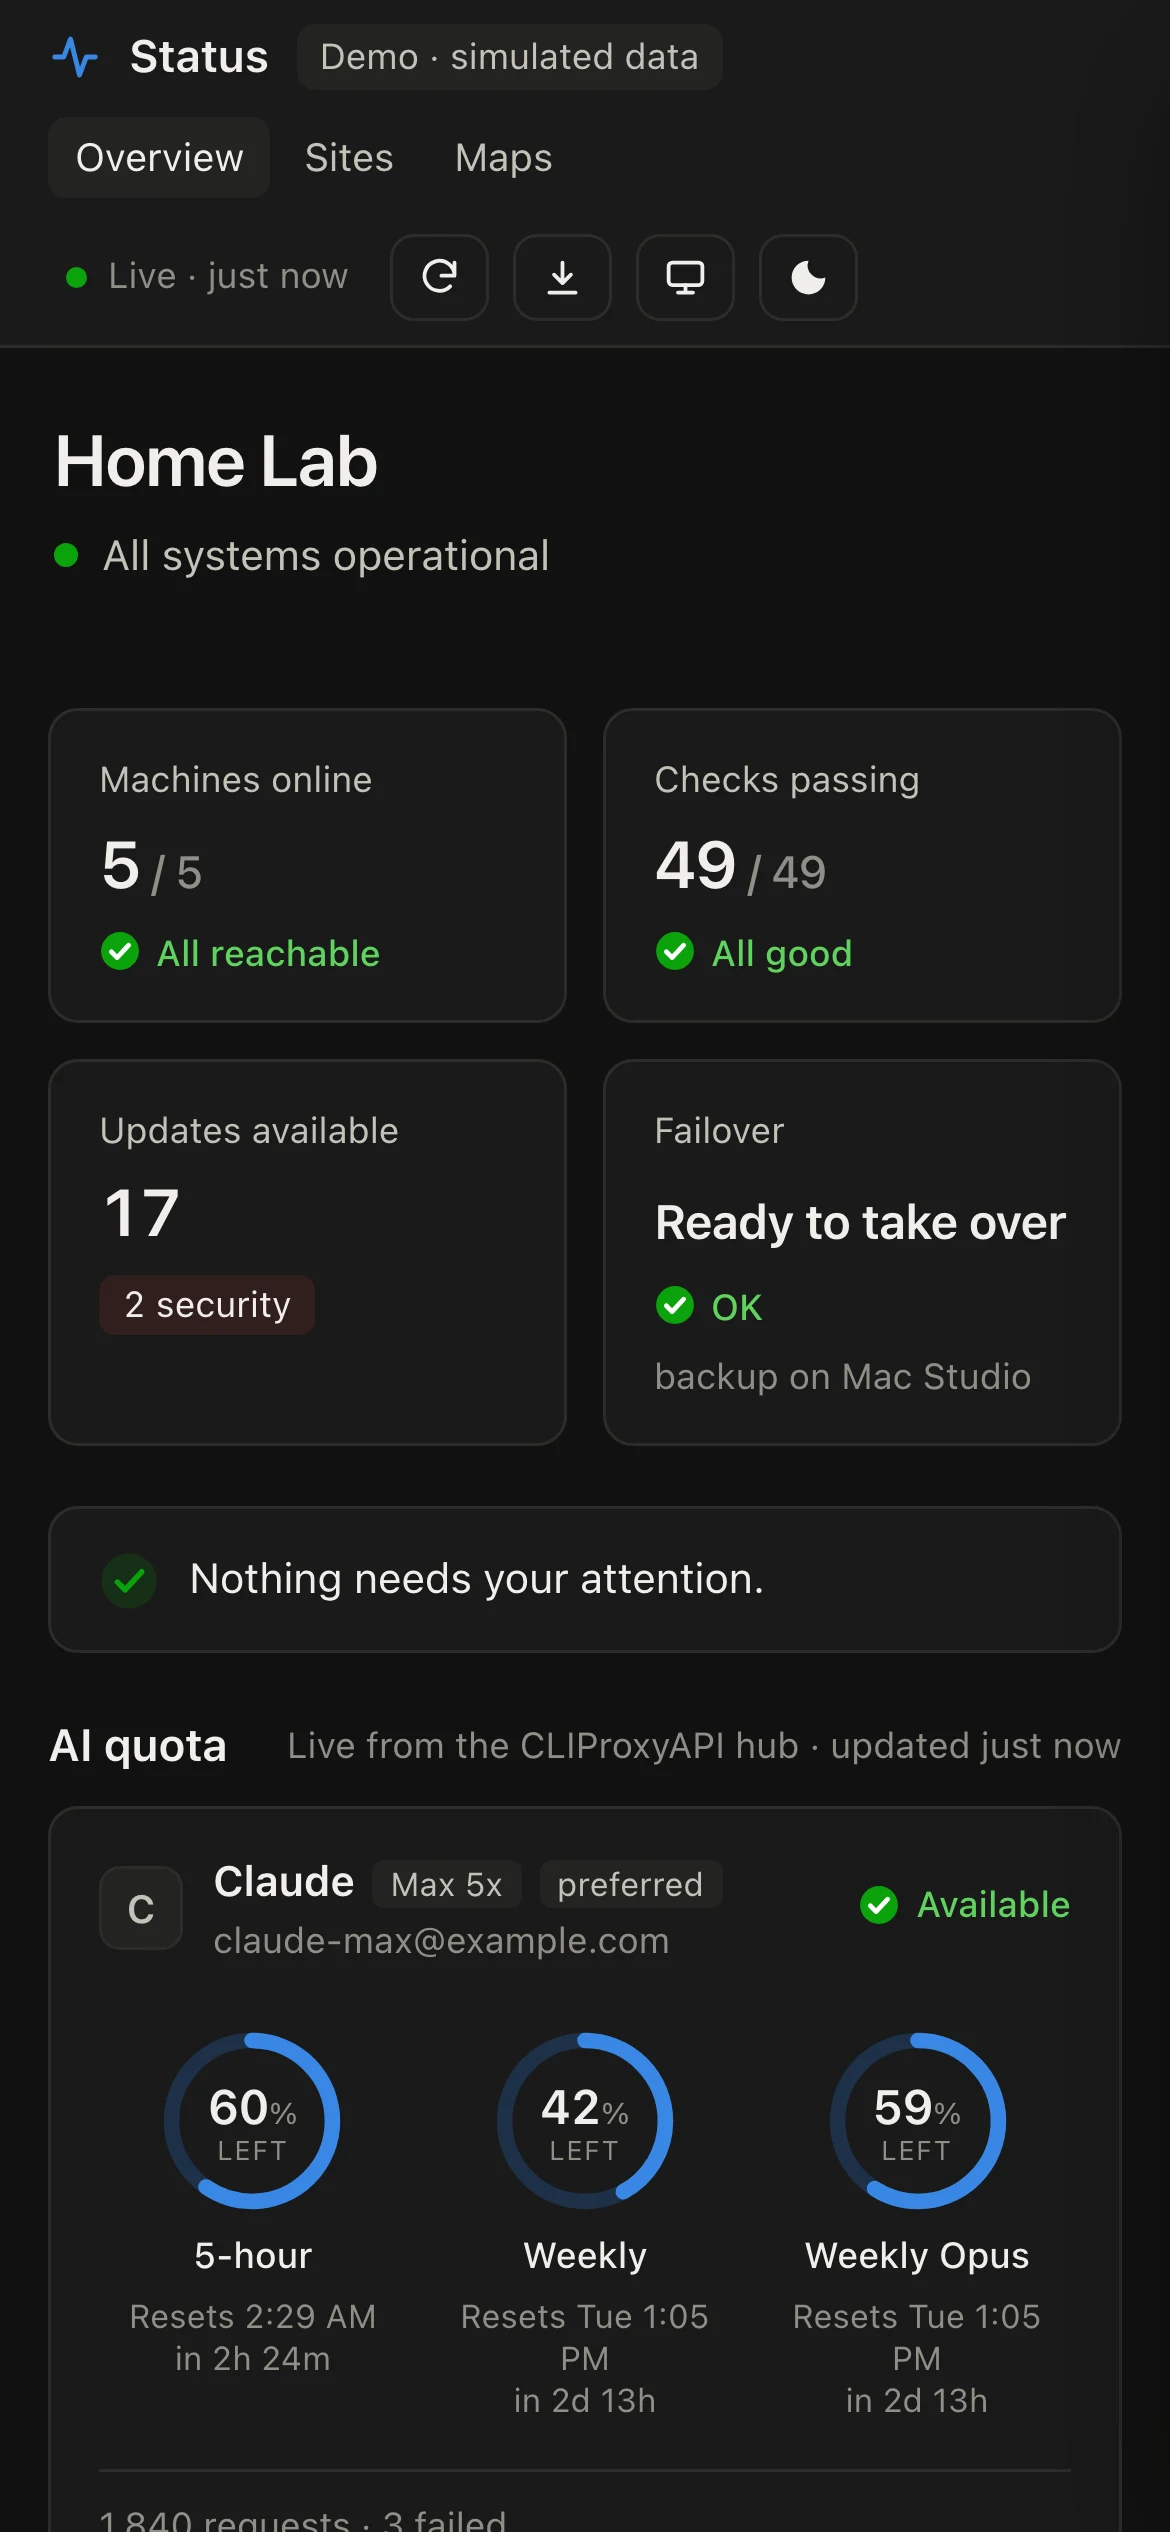 Status
Demo · simulated data
Overview
Sites
Maps
Live · just now
Home Lab
All systems operational
Machines online
5 / 5
All reachable
Checks passing
49 / 49
All good
Updates available
17
2 security
Failover
Ready to take over
OK
backup on Mac Studio
Nothing needs your attention.
AI quota
Live from the CLIProxyAPI hub · updated just now
C
Claude
Max 5x
preferred
claude-max@example.com
Available
60%
LEFT
5-hour
Resets 2:29 AM
in 2h 24m
42%
LEFT
Weekly
Resets Tue 1:05
PM
in 2d 13h
59%
LEFT
Weekly Opus
Resets Tue 1:05
PM
in 2d 13h
1,840 requests · 3 failed